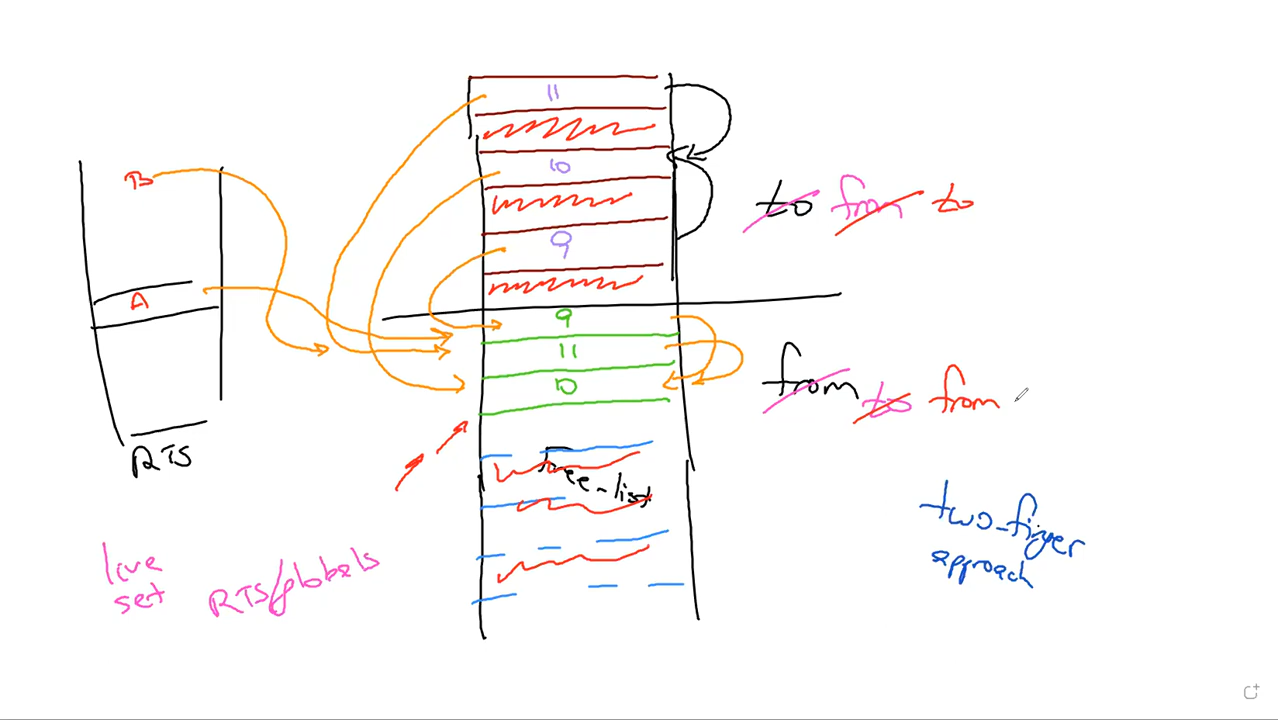 11
10
9
B
A
RTS
to from to
9
11
10
from to from
free-list
two-finger
approach
live
set
RTS/globals